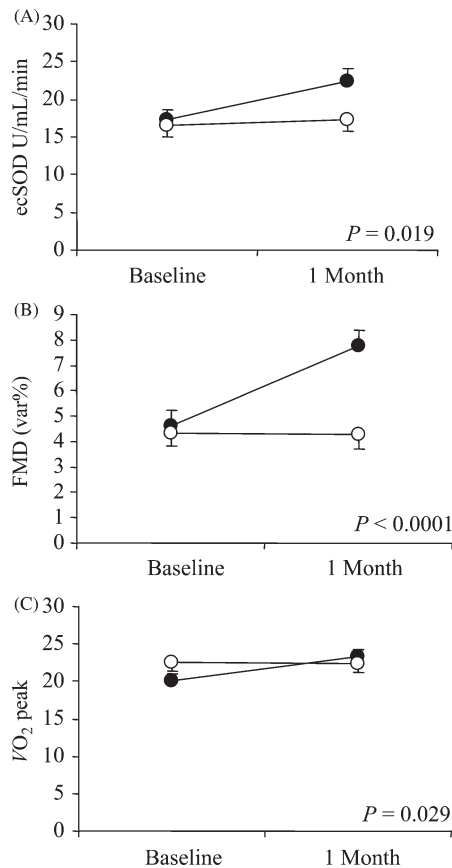 (A)
30
25
20
15
10
5
0
ecSOD U/mL/min
P = 0.019
Baseline
1 Month
(B)
9
8
7
6
5
4
3
2
1
0
FMD (var%)
P < 0.0001
Baseline
1 Month
(C)
30
25
20
15
10
5
0
VO₂ peak
P = 0.029
Baseline
1 Month